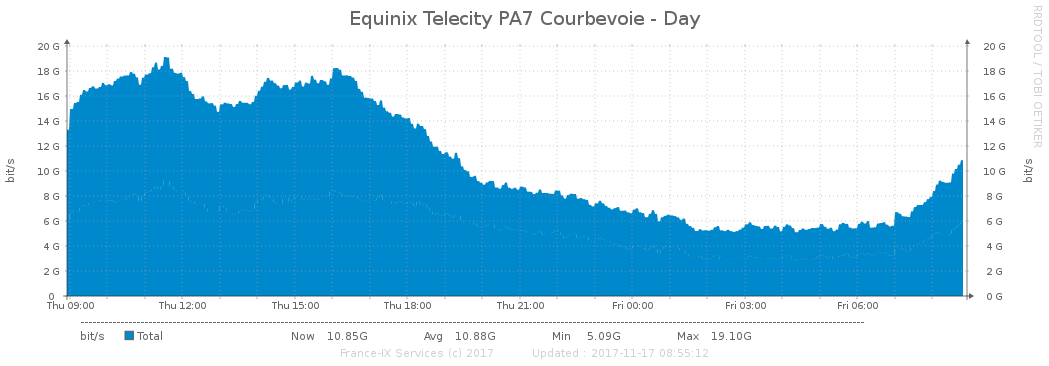 Equinix Telecity PA7 Courbevoie - Day
RRDTOOL / TOBI OETIKER
bit/s
20 G 20 G
18 G 18 G
16 G 16 G
14 G 14 G
12 G 12 G
10 G 10 G
8 G 8 G
6 G 6 G
4 G 4 G
2 G 2 G
0 0 G
bit/s
Thu 09:00 Thu 12:00 Thu 15:00 Thu 18:00 Thu 21:00 Fri 00:00 Fri 03:00 Fri 06:00
bit/s Total Now 10.85G Avg 10.88G Min 5.09G Max 19.10G
France-IX Services (c) 2017 Updated : 2017-11-17 08:55:12